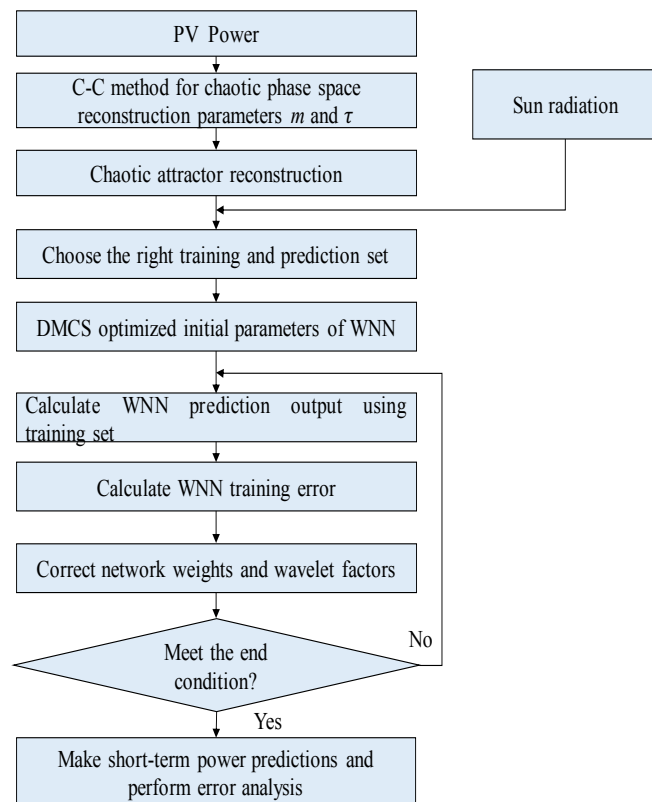 PV Power
C-C method for chaotic phase space
reconstruction parameters m and τ
Sun radiation
Chaotic attractor reconstruction
Choose the right training and prediction set
DMCS optimized initial parameters of WNN
Calculate WNN prediction output using
training set
Calculate WNN training error
Correct network weights and wavelet factors
No
Meet the end
condition?
Yes
Make short-term power predictions and
perform error analysis